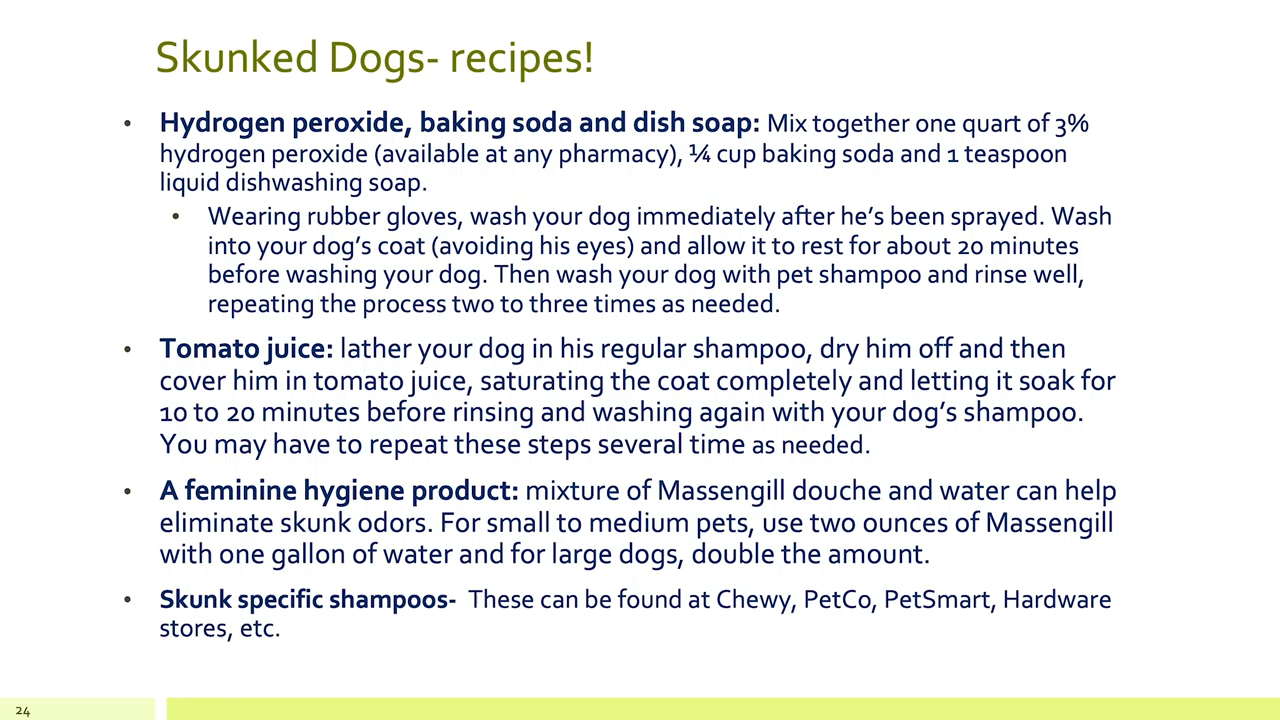 Skunked Dogs- recipes!
• Hydrogen peroxide, baking soda and dish soap: Mix together one quart of 3%
hydrogen peroxide (available at any pharmacy), ¼ cup baking soda and 1 teaspoon
liquid dishwashing soap.
• Wearing rubber gloves, wash your dog immediately after he’s been sprayed. Wash
into your dog’s coat (avoiding his eyes) and allow it to rest for about 20 minutes
before washing your dog. Then wash your dog with pet shampoo and rinse well,
repeating the process two to three times as needed.
• Tomato juice: lather your dog in his regular shampoo, dry him off and then
cover him in tomato juice, saturating the coat completely and letting it soak for
10 to 20 minutes before rinsing and washing again with your dog’s shampoo.
You may have to repeat these steps several time as needed.
• A feminine hygiene product: mixture of Massengill douche and water can help
eliminate skunk odors. For small to medium pets, use two ounces of Massengill
with one gallon of water and for large dogs, double the amount.
• Skunk specific shampoos- These can be found at Chewy, PetCo, PetSmart, Hardware
stores, etc.
24